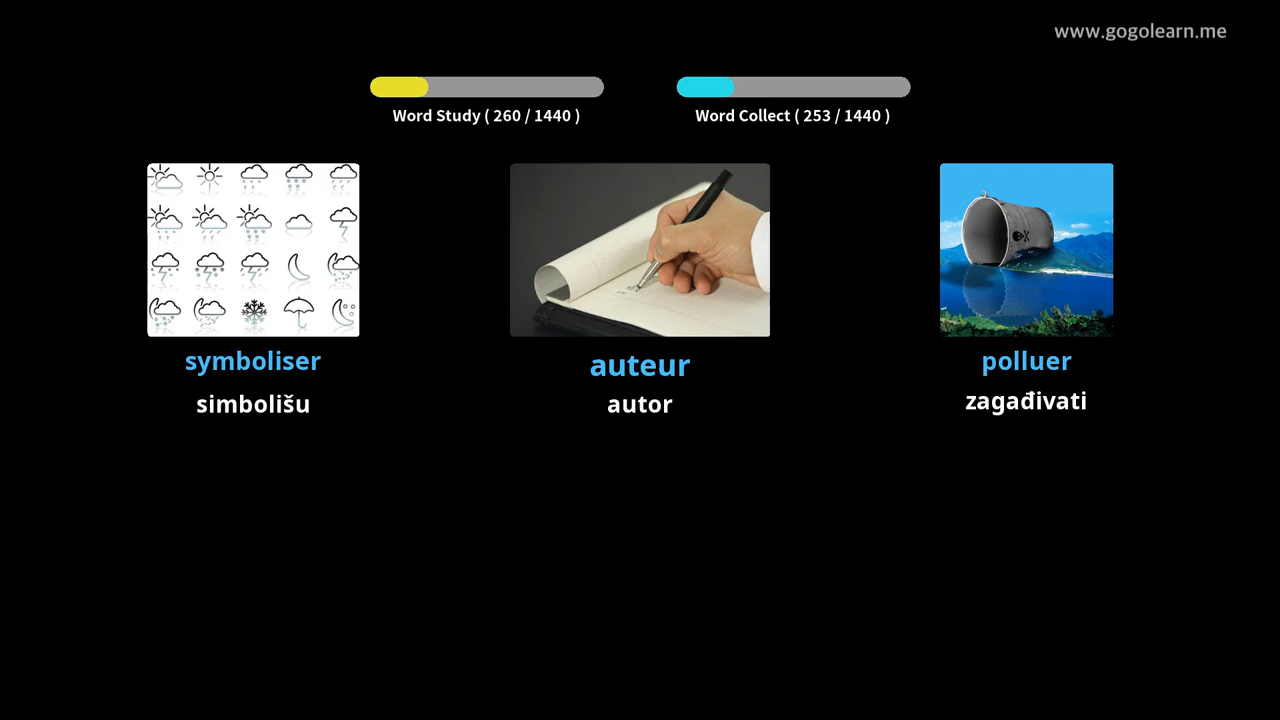 www.gogolearn.me
Word Study ( 260 / 1440 )
Word Collect ( 253 / 1440 )
symboliser
auteur
polluer
simbolišu
autor
zagađivati